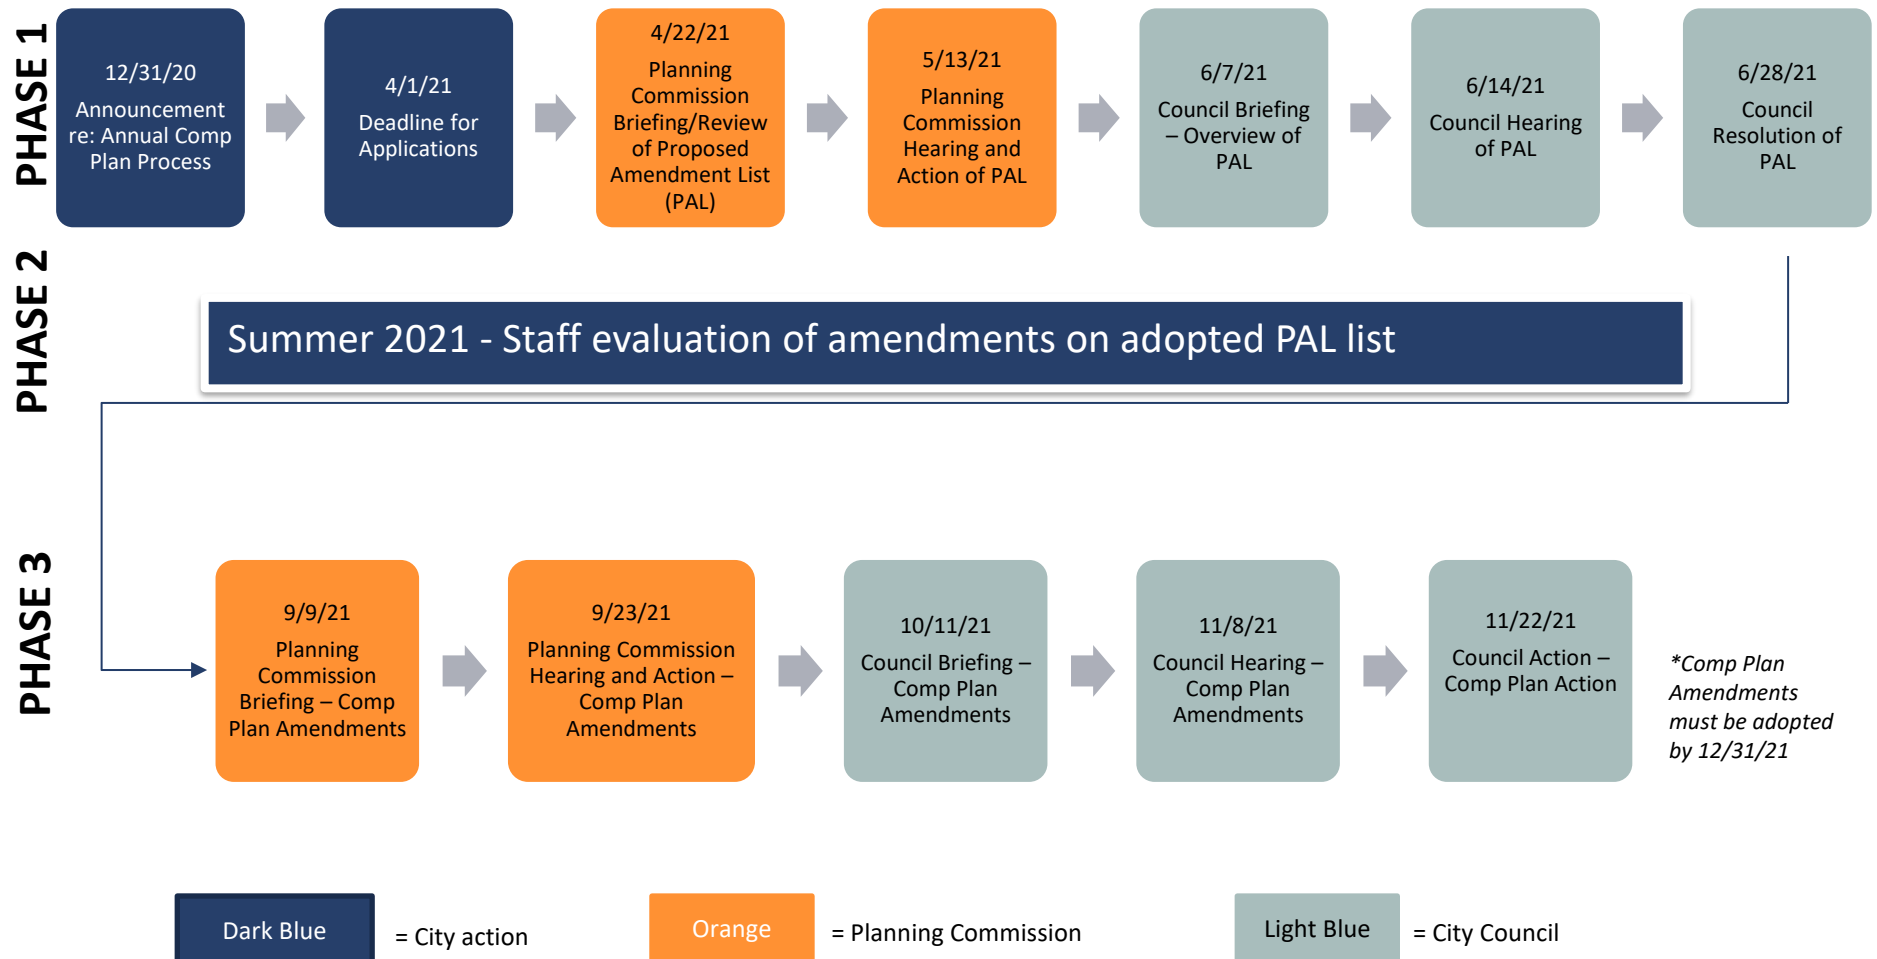 PHASE 1
12/31/20
Announcement
re: Annual Comp
Plan Process
4/1/21
Deadline for
Applications
4/22/21
Planning
Commission
Briefing/Review
of Proposed
Amendment List
(PAL)
5/13/21
Planning
Commission
Hearing and
Action of PAL
6/7/21
Council Briefing
– Overview of
PAL
6/14/21
Council Hearing
of PAL
6/28/21
Council
Resolution of
PAL
PHASE 2
Summer 2021 - Staff evaluation of amendments on adopted PAL list
PHASE 3
9/9/21
Planning
Commission
Briefing – Comp
Plan Amendments
9/23/21
Planning Commission
Hearing and Action –
Comp Plan
Amendments
10/11/21
Council Briefing –
Comp Plan
Amendments
11/8/21
Council Hearing –
Comp Plan
Amendments
11/22/21
Council Action –
Comp Plan Action
*Comp Plan
Amendments
must be adopted
by 12/31/21
Dark Blue
= City action
Orange
= Planning Commission
Light Blue
= City Council